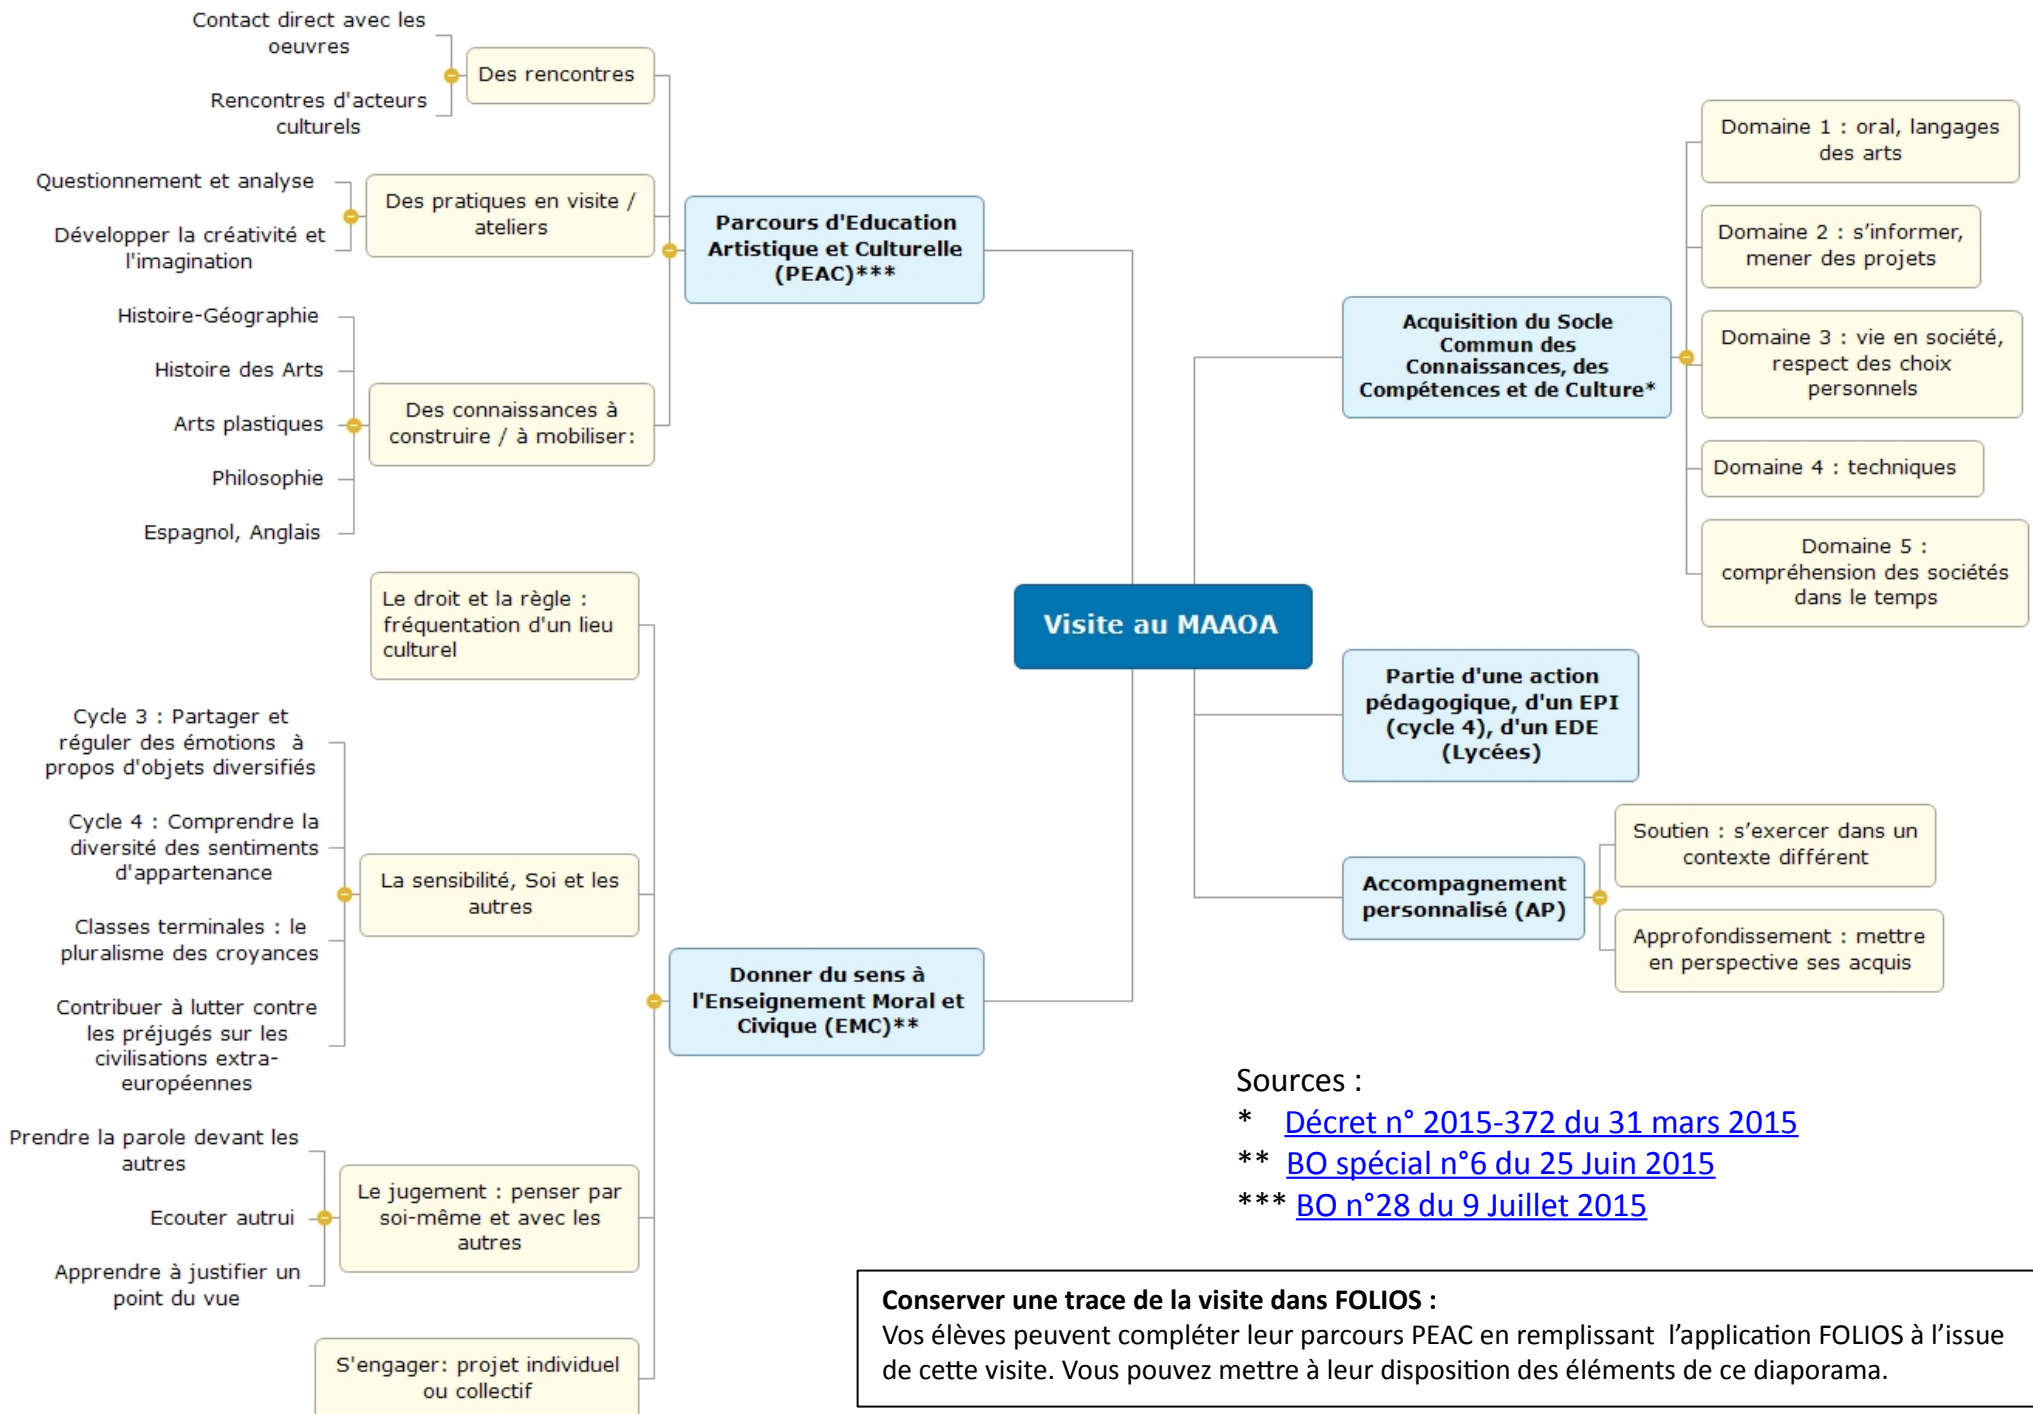 Contact direct avec les
oeuvres
Rencontres d'acteurs
culturels
Des rencontres
Questionnement et analyse
Développer la créativité et
l'imagination
Des pratiques en visite /
ateliers
Histoire-Géographie
Histoire des Arts
Arts plastiques
Philosophie
Espagnol, Anglais
Des connaissances à
construire / à mobiliser:
Parcours d'Education
Artistique et Culturelle
(PEAC)***
Le droit et la règle :
fréquentation d'un lieu
culturel
Cycle 3 : Partager et
réguler des émotions  à
propos d'objets diversifiés
Cycle 4 : Comprendre la
diversité des sentiments
d'appartenance
Classes terminales : le
pluralisme des croyances
Contribuer à lutter contre
les préjugés sur les
civilisations extra-
européennes
La sensibilité, Soi et les
autres
Prendre la parole devant les
autres
Ecouter autrui
Apprendre à justifier un
point du vue
Le jugement : penser par
soi-même et avec les
autres
S'engager: projet individuel
ou collectif
Donner du sens à
l'Enseignement Moral et
Civique (EMC)**
Visite au MAAOA
Acquisition du Socle
Commun des
Connaissances, des
Compétences et de Culture*
Domaine 1 : oral, langages
des arts
Domaine 2 : s’informer,
mener des projets
Domaine 3 : vie en société,
respect des choix
personnels
Domaine 4 : techniques
Domaine 5 :
compréhension des sociétés
dans le temps
Partie d'une action
pédagogique, d'un EPI
(cycle 4), d'un EDE
(Lycées)
Accompagnement
personnalisé (AP)
Soutien : s’exercer dans un
contexte différent
Approfondissement : mettre
en perspective ses acquis
Sources :
* Décret n° 2015-372 du 31 mars 2015
** BO spécial n°6 du 25 Juin 2015
*** BO n°28 du 9 Juillet 2015
Conserver une trace de la visite dans FOLIOS :
Vos élèves peuvent compléter leur parcours PEAC en remplissant  l’application FOLIOS à l’issue
de cette visite. Vous pouvez mettre à leur disposition des éléments de ce diaporama.